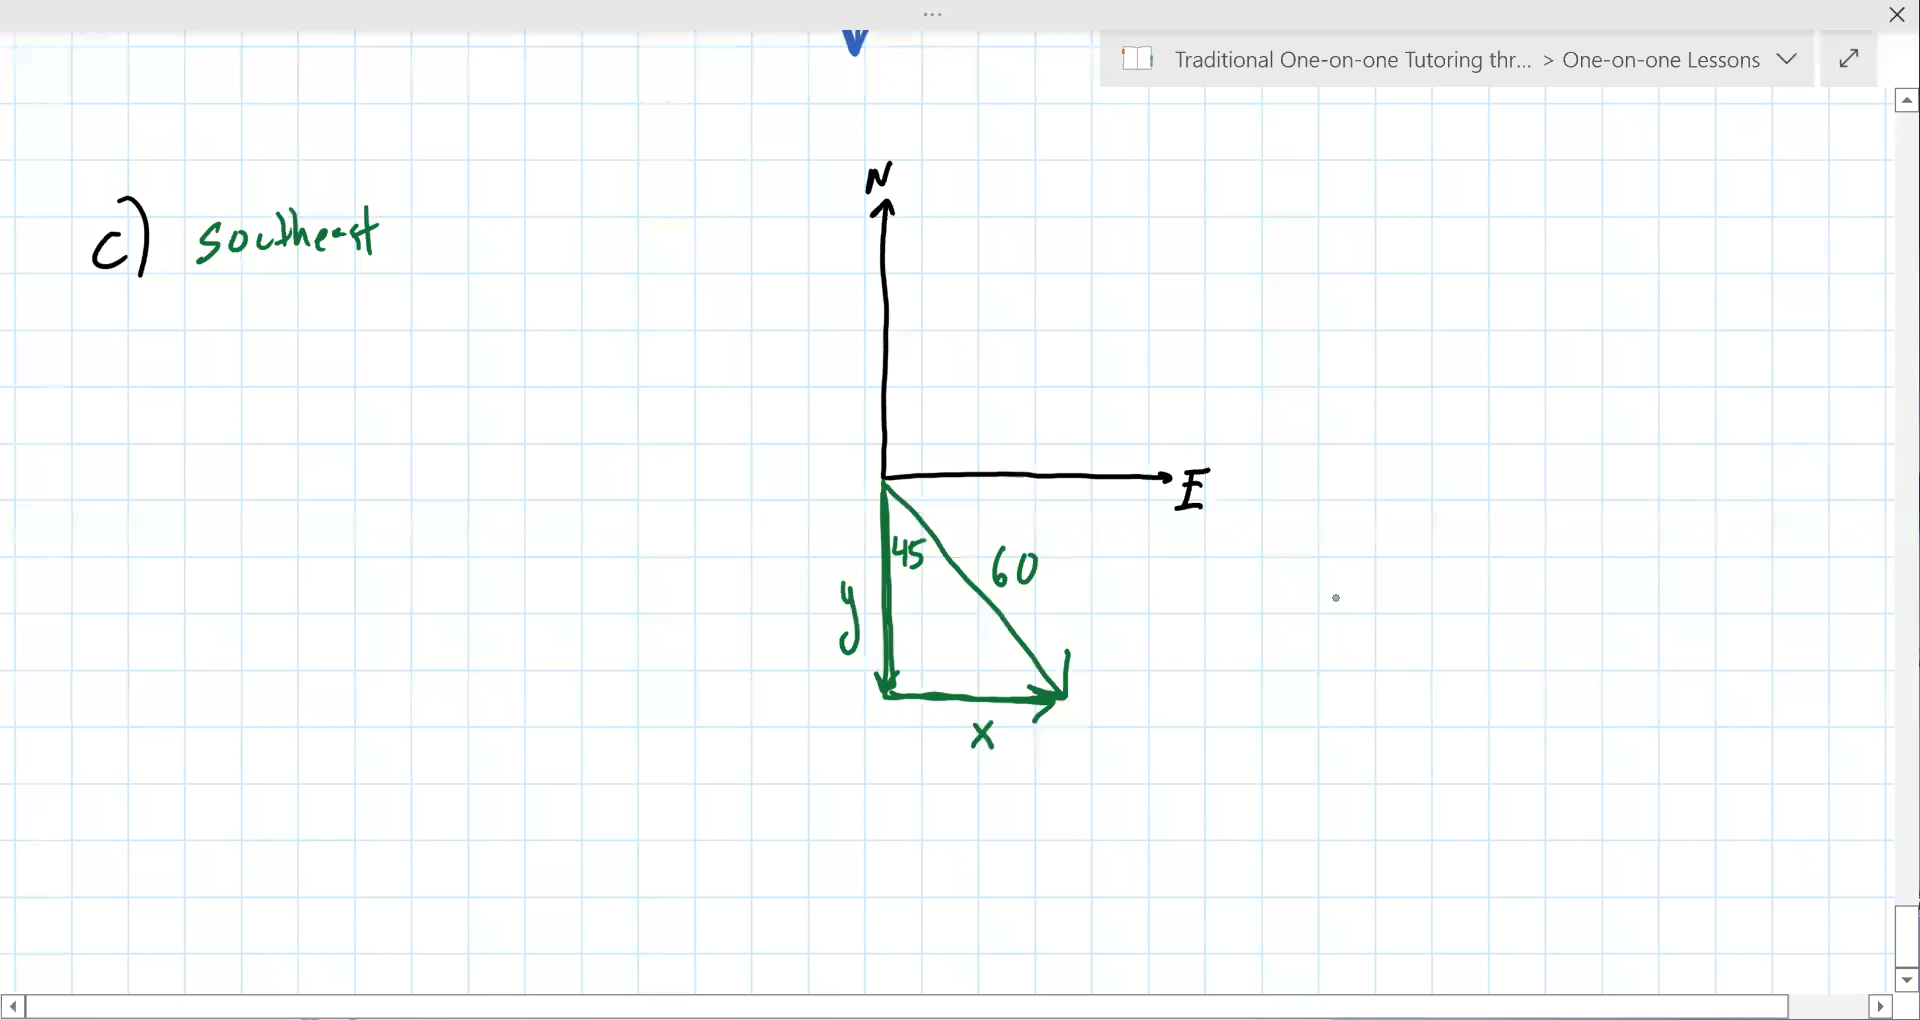 ...
Traditional One-on-one Tutoring thr... > One-on-one Lessons
N
c) southeast
E
45
60
y
x